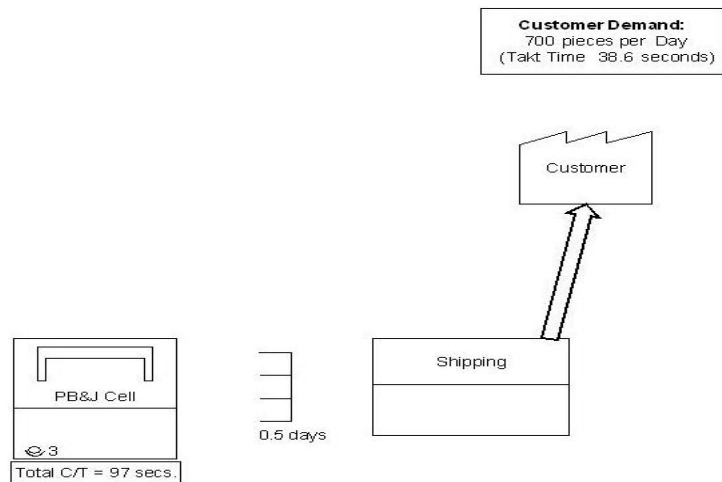 Customer Demand:
700 pieces per Day
(Takt Time 38.6 seconds)
Customer
Shipping
PB&J Cell
0.5 days
3
Total C/T = 97 secs.